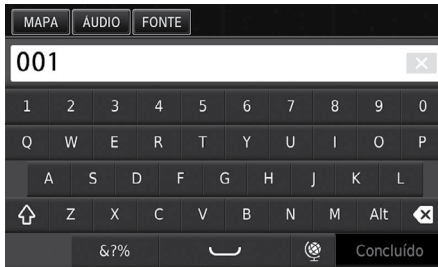 MAPA ÁUDIO FONTE
001
1 2 3 4 5 6 7 8 9 0
Q W E R T Y U I O P
A S D F G H J K L
Z X C V B N M Alt
&?% Concluído